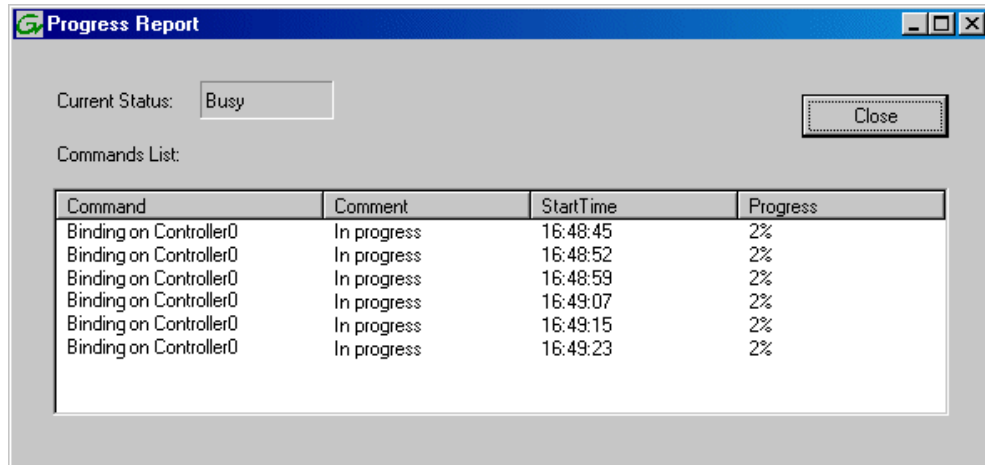 Progress Report
Current Status: Busy
Close
Commands List:
Command Comment StartTime Progress
Binding on Controller0 In progress 16:48:45 2%
Binding on Controller0 In progress 16:48:52 2%
Binding on Controller0 In progress 16:48:59 2%
Binding on Controller0 In progress 16:49:07 2%
Binding on Controller0 In progress 16:49:15 2%
Binding on Controller0 In progress 16:49:23 2%